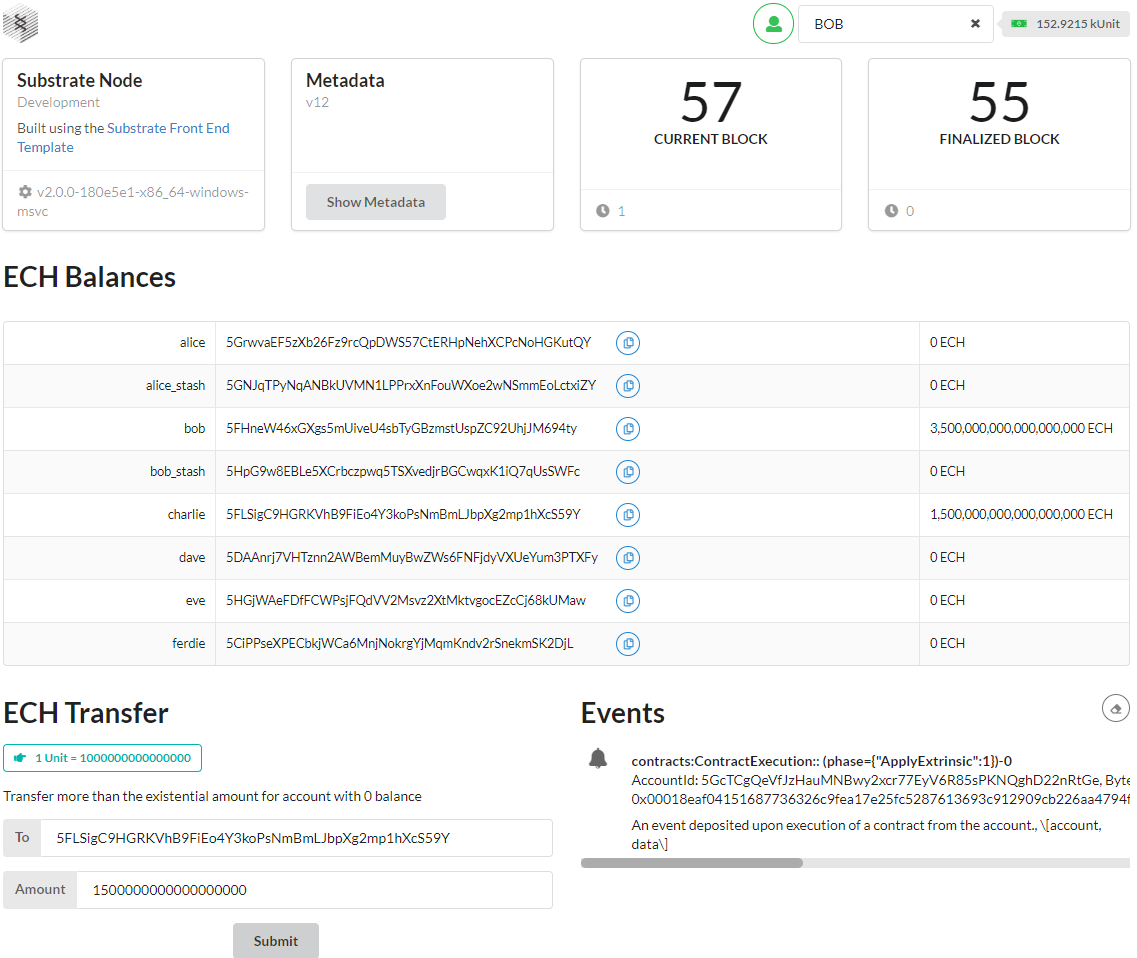 BOB
152.9215 kUnit
Substrate Node
Development
Built using the Substrate Front End
Template
v2.0.0-180e5e1-x86_64-windows-
msvc
Metadata
v12
Show Metadata
57
CURRENT BLOCK
1
55
FINALIZED BLOCK
0
ECH Balances
alice 5GrwvaEF5zXb26Fz9rcQpDWS57CtERHpNehXCPcNoHGKutQY 0 ECH
alice_stash 5GNJqTPyNqANBkUVMN1LPPrxXnFouWXoe2wNSmmEoLctxiZY 0 ECH
bob 5FHneW46xGXgs5mUiveU4sbTyGBzmstUspZC92UhjJM694ty 3,500,000,000,000,000,000 ECH
bob_stash 5HpG9w8EBLe5XCrbczpwq5TSXvedjrBGCwqxK1iQ7qUsSWFc 0 ECH
charlie 5FLSigC9HGRKVhB9FiEo4Y3koPsNmBmLJbpXg2mp1hXcS59Y 1,500,000,000,000,000,000 ECH
dave 5DAAnrj7VHTznn2AWBemMuyBwZWs6FNFjdyVXUeYum3PTXFy 0 ECH
eve 5HGjWAeFDfFCWPsjFQdVV2Msvz2XtMktvgocEZcCj68kUMaw 0 ECH
ferdie 5CiPPseXPECbkjWCa6MnjNokrgYjMqmKndv2rSnekmSK2DjL 0 ECH
ECH Transfer
1 Unit = 1000000000000000
Transfer more than the existential amount for account with 0 balance
To 5FLSigC9HGRKVhB9FiEo4Y3koPsNmBmLJbpXg2mp1hXcS59Y
Amount 1500000000000000000
Submit
Events
contracts:ContractExecution:: (phase={"ApplyExtrinsic":1})-0
AccountId: 5GcTCgQeVfJzHauMNBwy2xcr77EyV6R85sPKNQghD22nRtGe, Byte
0x00018eaf04151687736326c9fea17e25fc5287613693c912909cb226aa4794f
An event deposited upon execution of a contract from the account., \[account,
data\]